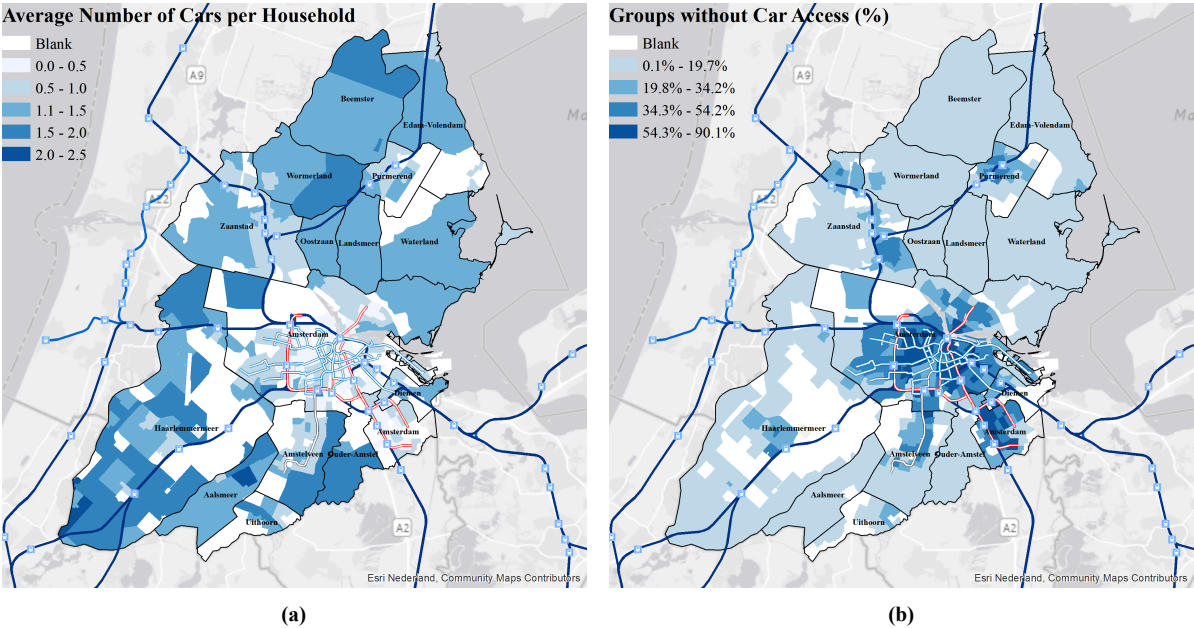 Average Number of Cars per Household
Blank
0.0 - 0.5
0.5 - 1.0
1.1 - 1.5
1.5 - 2.0
2.0 - 2.5
A9
Beemster
Edam-Volendam
Wormerland
Purmerend
Zaanstad
Oostzaan
Landsmeer
Waterland
Amsterdam
Diemen
Haarlemmermeer
Amsterdam
Amstelveen
Ouder-Amstel
Aalsmeer
Uithoorn
A2
Esri Nederland, Community Maps Contributors
(a)
Groups without Car Access (%)
Blank
0.1% - 19.7%
19.8% - 34.2%
34.3% - 54.2%
54.3% - 90.1%
A9
Beemster
Edam-Volendam
Wormerland
Purmerend
Zaanstad
Oostzaan
Landsmeer
Waterland
Amsterdam
Diemen
Haarlemmermeer
Amsterdam
Amstelveen
Ouder-Amstel
Aalsmeer
Uithoorn
A2
Esri Nederland, Community Maps Contributors
(b)